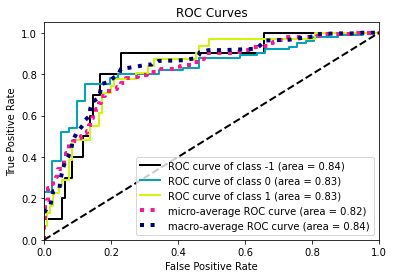 ROC Curves
True Positive Rate
1.0
0.8
0.6
0.4
0.2
0.0
ROC curve of class -1 (area = 0.84)
ROC curve of class 0 (area = 0.83)
ROC curve of class 1 (area = 0.83)
micro-average ROC curve (area = 0.82)
macro-average ROC curve (area = 0.84)
0.0 0.2 0.4 0.6 0.8 1.0
False Positive Rate